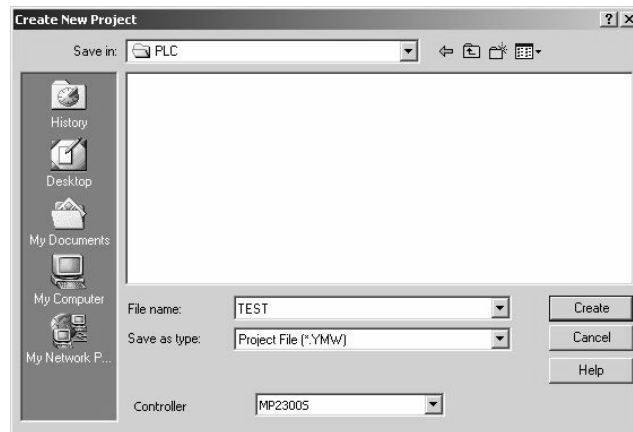 Create New Project
Save in: PLC
History
Desktop
My Documents
My Computer
My Network P...
File name: TEST
Save as type: Project File (*.YMW)
Controller MP2300S
Create
Cancel
Help